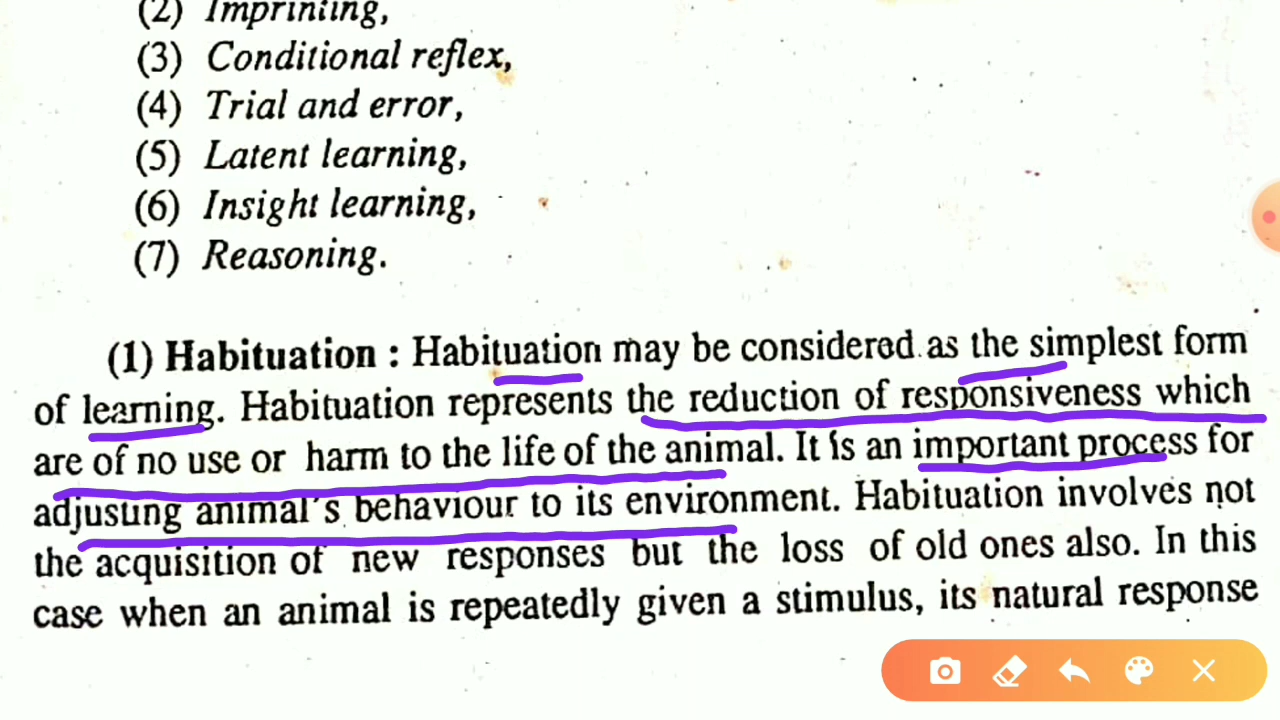 (2) Imprinting,
(3) Conditional reflex,
(4) Trial and error,
(5) Latent learning,
(6) Insight learning,
(7) Reasoning.
(1) Habituation : Habituation may be considered as the simplest form
of learning. Habituation represents the reduction of responsiveness which
are of no use or harm to the life of the animal. It is an important process for
adjusting animal's behaviour to its environment. Habituation involves not
the acquisition of new responses but the loss of old ones also. In this
case when an animal is repeatedly given a stimulus, its natural response